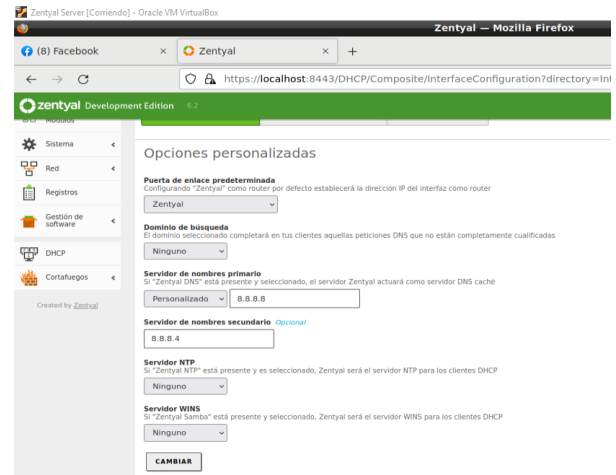 Zentyal Server [Corriendo] - Oracle VM VirtualBox
Zentyal — Mozilla Firefox
(8) Facebook
Zentyal
https://localhost:8443/DHCP/Composite/InterfaceConfiguration?directory=Int
zentyal Development Edition 6.2
Módulos
Sistema
Red
Registros
Gestión de
software
DHCP
Cortafuegos
Created by Zentyal
Opciones personalizadas
Puerta de enlace predeterminada
Configurando "Zentyal" como router por defecto establecerá la dirección IP del interfaz como router
Zentyal
Dominio de búsqueda
El dominio seleccionado completará en tus clientes aquellas peticiones DNS que no están completamente cualificadas
Ninguno
Servidor de nombres primario
Si "Zentyal DNS" está presente y seleccionado, el servidor Zentyal actuará como servidor DNS caché
Personalizado 8.8.8.8
Servidor de nombres secundario Opcional
8.8.8.4
Servidor NTP
Si "Zentyal NTP" está presente y es seleccionado, Zentyal será el servidor NTP para los clientes DHCP
Ninguno
Servidor WINS
Si "Zentyal Samba" está presente y seleccionado, Zentyal será el servidor WINS para los clientes DHCP
Ninguno
CAMBIAR